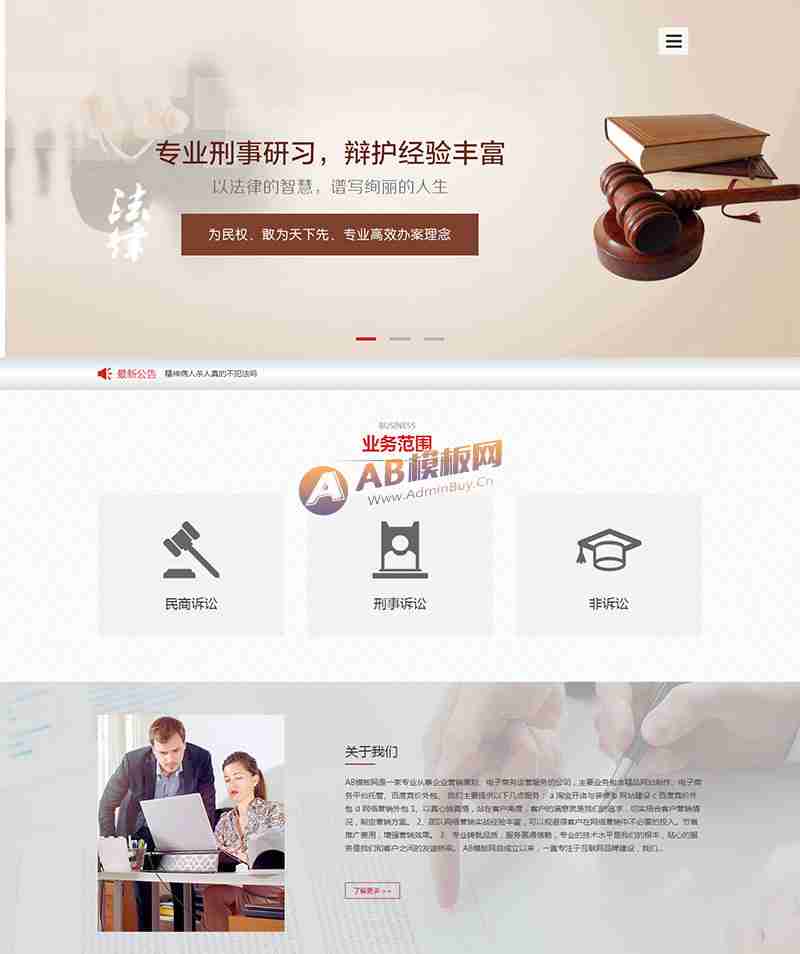 专业刑事研习，辩护经验丰富
以法律的智慧，谱写绚丽的人生
法律
为民权、敢为天下先、专业高效办案理念
最新公告 精神病人杀人真的不犯法吗
BUSINESS
业务范围
AB模板网
Www.AdminBuy.Cn
民商诉讼
刑事诉讼
非诉讼
关于我们
AB模板网是一家专业从事企业营销策划、电子商务运营服务的公司，主要业务包含精品网站制作、电子商
务平台托管、百度竞价外包。 我们主要提供以下几点服务： a 淘宝开店与装修 b 网站建设 c 百度竞价外
包 d 网络营销外包 1、以真心换真情，站在客户角度，客户的满意就是我们的追求，切实结合客户营销情
况，制定营销方案。 2、团队网络营销实战经验丰富，可以规避很客户在网络营销中不必要的投入。节省
推广费用，增强营销效果。 3、专业铸就品质，服务赢得信赖，专业的技术水平是我们的根本，贴心的服
务是我们和客户之间的友谊桥梁。 AB模板网自成立以来，一直专注于互联网品牌建设，我们...
了解更多 >>